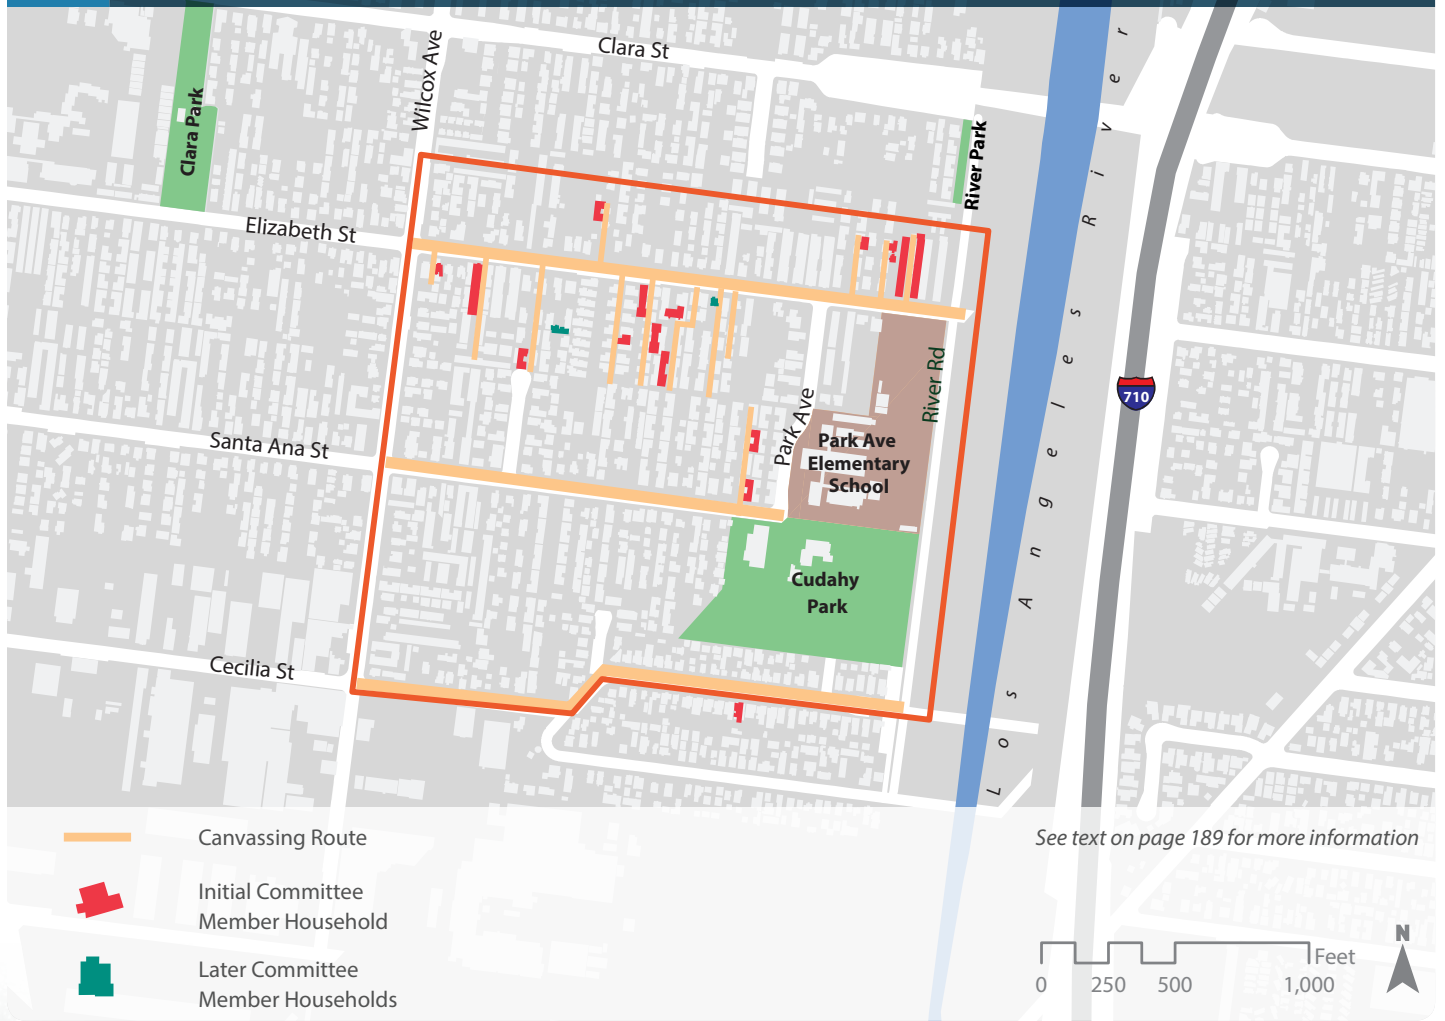 Clara St
Wilcox Ave
Clara Park
River Park
Elizabeth St
Los Angeles River
710
River Rd
Park Ave
Park Ave
Elementary
School
Santa Ana St
Cudahy
Park
Cecilia St
Canvassing Route
See text on page 189 for more information
Initial Committee
Member Household
Later Committee
Member Households
N
Feet
0 250 500 1,000